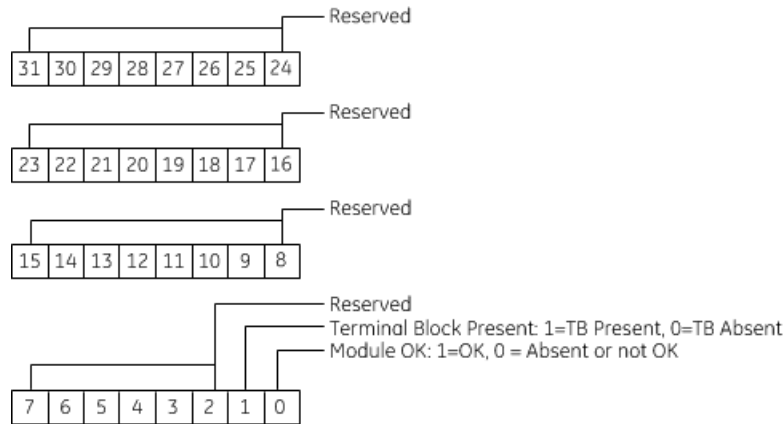 Reserved
31 30 29 28 27 26 25 24
Reserved
23 22 21 20 19 18 17 16
Reserved
15 14 13 12 11 10 9 8
Reserved
Terminal Block Present: 1=TB Present, 0=TB Absent
Module OK: 1=OK, 0 = Absent or not OK
7 6 5 4 3 2 1 0